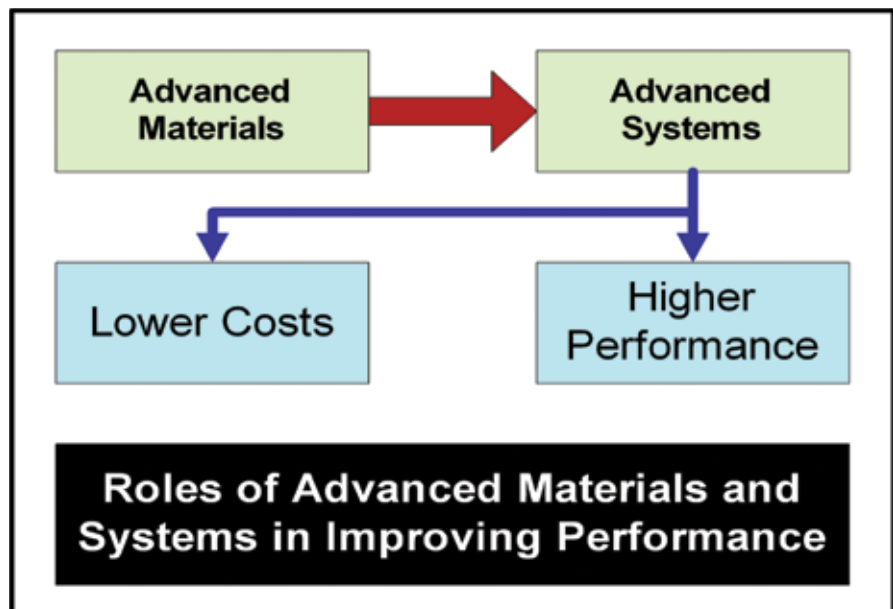 Advanced
Materials
Advanced
Systems
Lower Costs
Higher
Performance
Roles of Advanced Materials and
Systems in Improving Performance